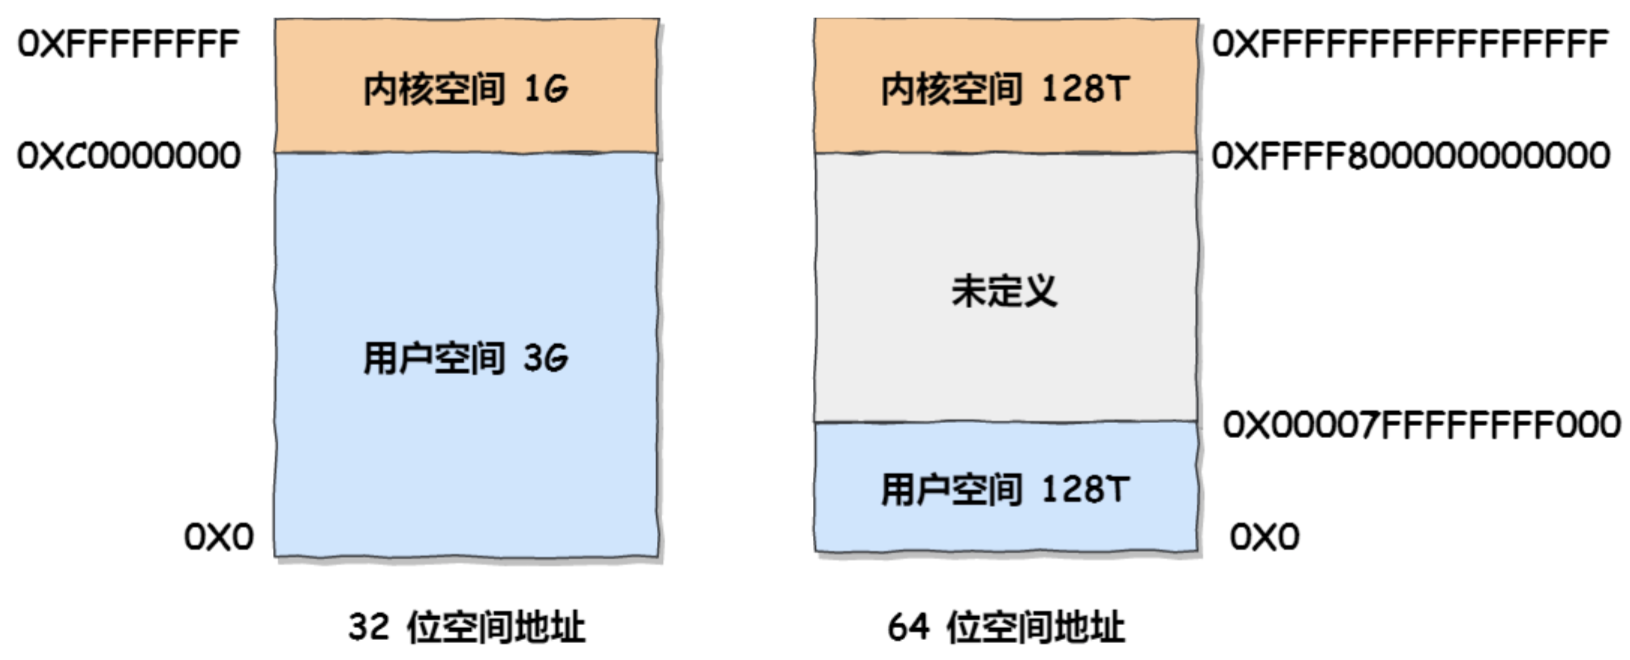 0XFFFFFFFF
内核空间 1G
0XC0000000
用户空间 3G
0X0
32 位空间地址
内核空间 128T
0XFFFFFFFFFFFFFFFF
0XFFFF800000000000
未定义
0X00007FFFFFFFF000
用户空间 128T
0X0
64 位空间地址